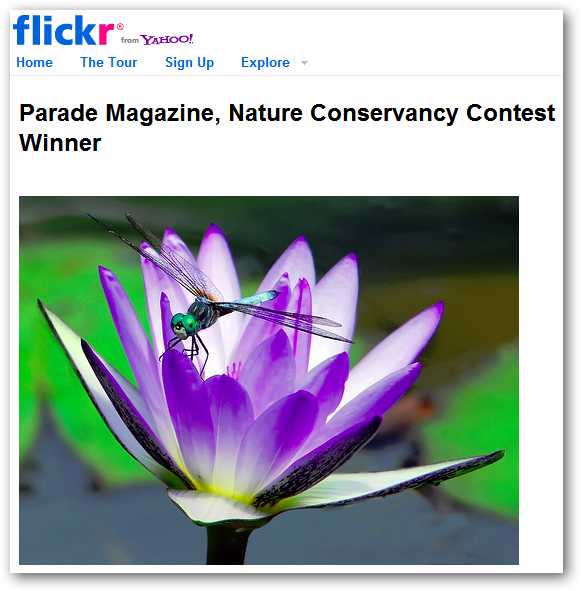 flickr® from YAHOO!
Home The Tour Sign Up Explore
Parade Magazine, Nature Conservancy Contest
Winner